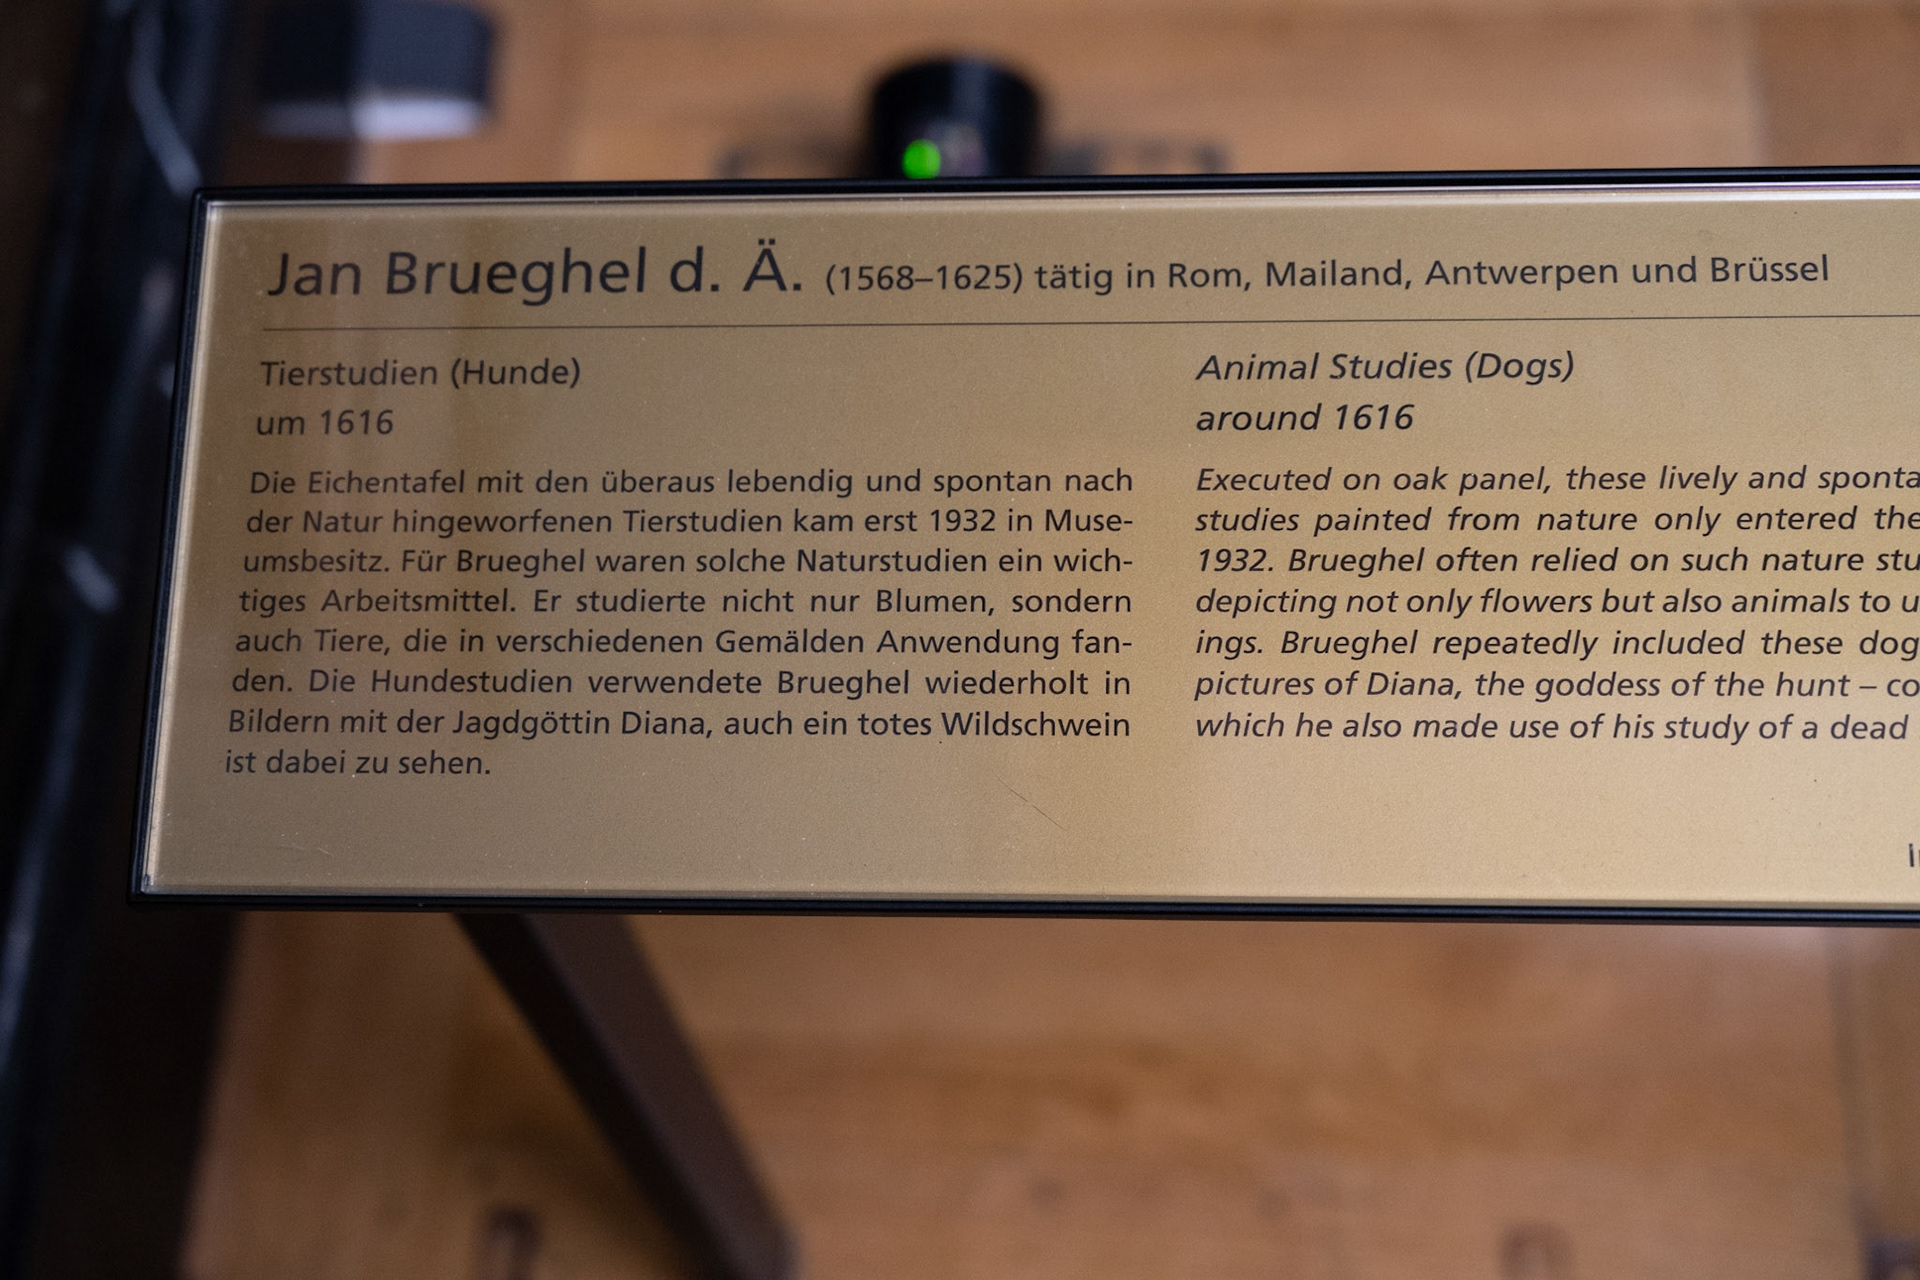 Jan Brueghel d. Ä. (1568–1625) tätig in Rom, Mailand, Antwerpen und Brüssel
Tierstudien (Hunde)
um 1616
Die Eichentafel mit den überaus lebendig und spontan nach
der Natur hingeworfenen Tierstudien kam erst 1932 in Muse-
umsbesitz. Für Brueghel waren solche Naturstudien ein wich-
tiges Arbeitsmittel. Er studierte nicht nur Blumen, sondern
auch Tiere, die in verschiedenen Gemälden Anwendung fan-
den. Die Hundestudien verwendete Brueghel wiederholt in
Bildern mit der Jagdgöttin Diana, auch ein totes Wildschwein
ist dabei zu sehen.
Animal Studies (Dogs)
around 1616
Executed on oak panel, these lively and sponta
studies painted from nature only entered the
1932. Brueghel often relied on such nature stu
depicting not only flowers but also animals to u
ings. Brueghel repeatedly included these dog
pictures of Diana, the goddess of the hunt – co
which he also made use of his study of a dead